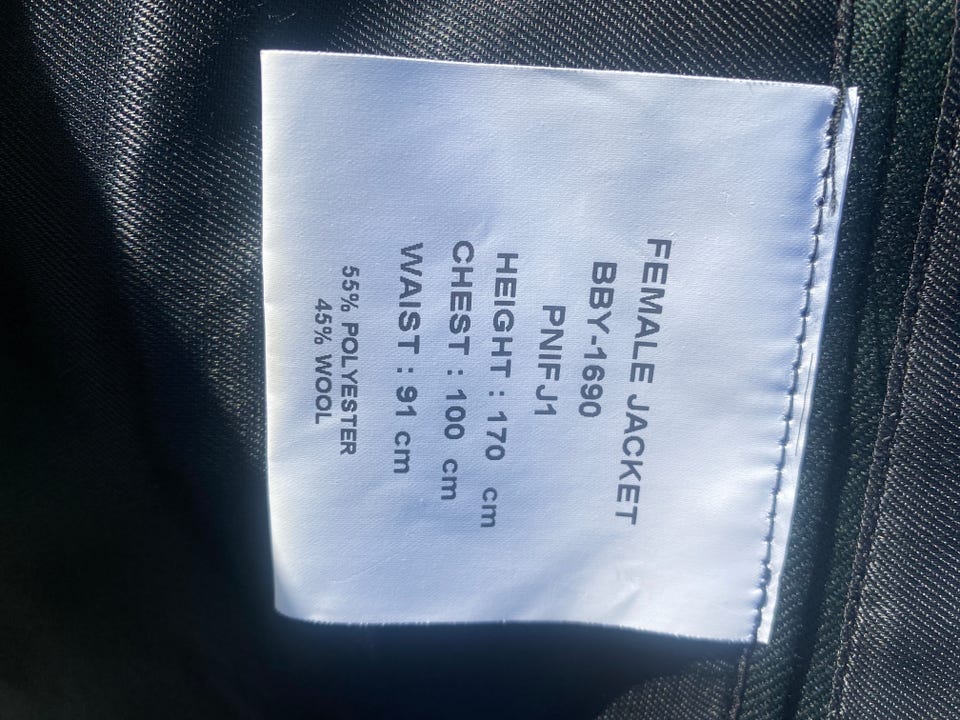 FEMALE JACKET
BBY-1690
PNIFJ1
HEIGHT : 170 cm
CHEST : 100 cm
WAIST : 91 cm
55% POLYESTER
45% WOOL